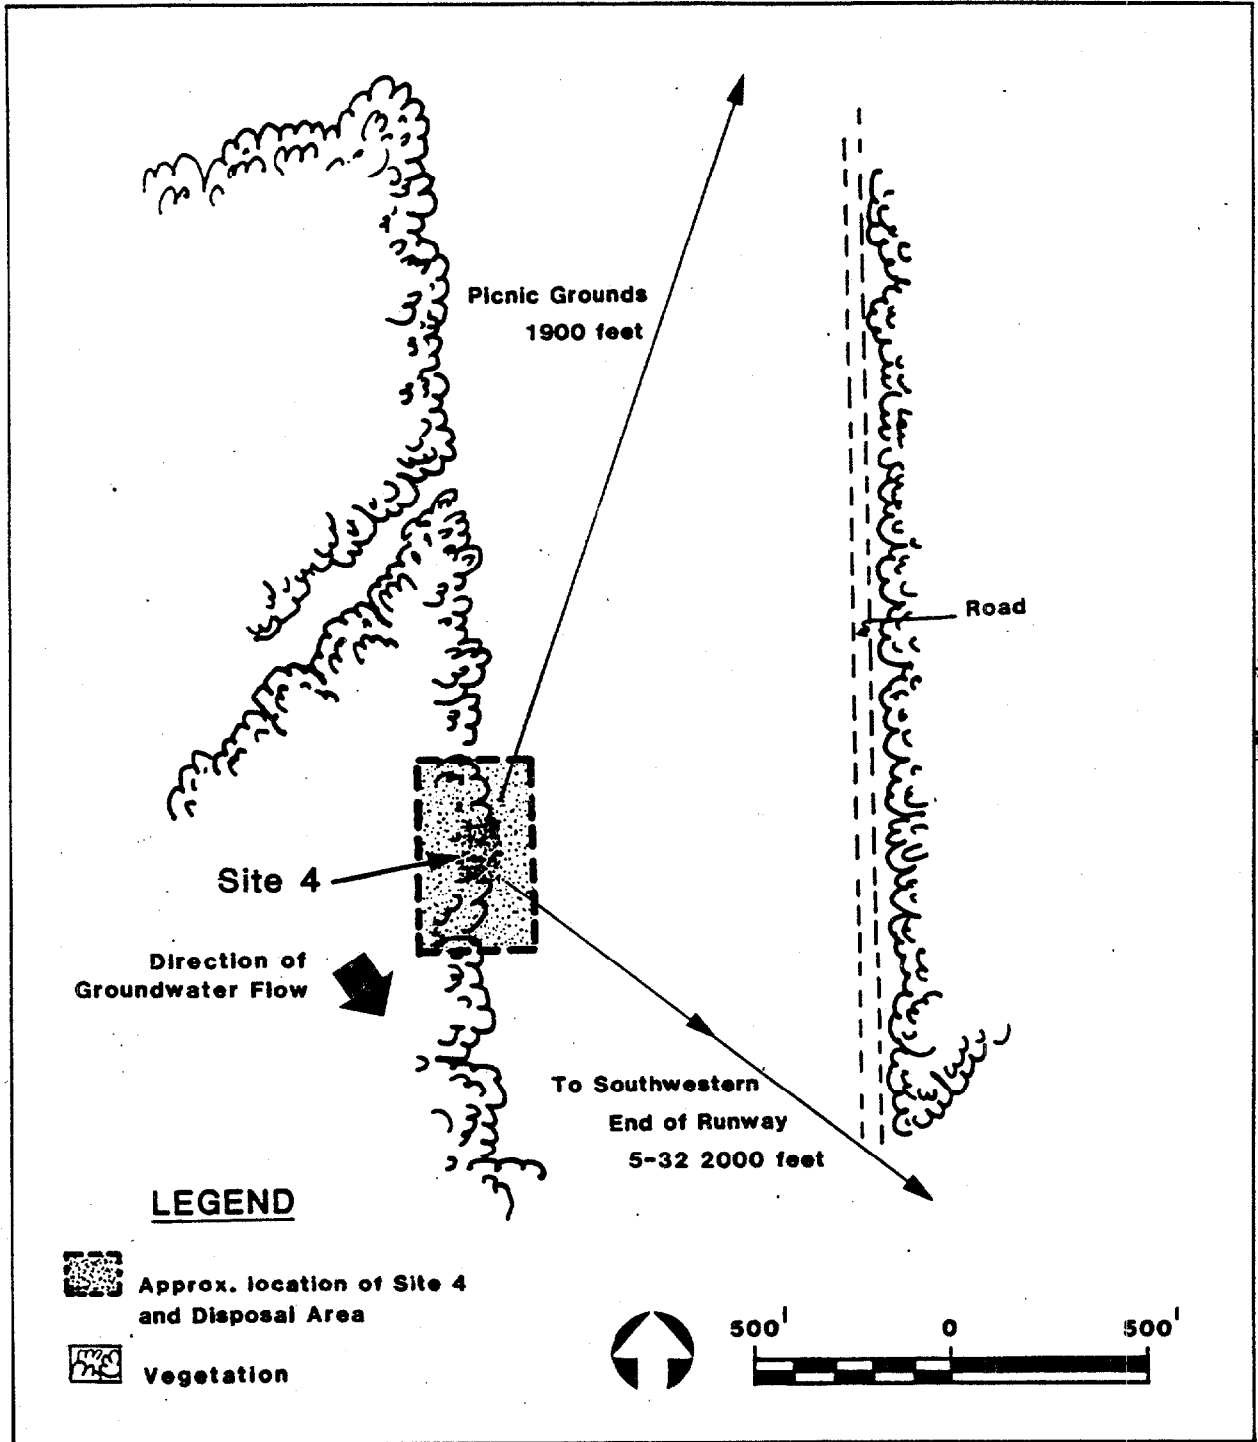 Picnic Grounds
1900 feet
Road
Site 4
Direction of
Groundwater Flow
To Southwestern
End of Runway
5-32 2000 feet
LEGEND
Approx. location of Site 4
and Disposal Area
Vegetation
500' 0 500'